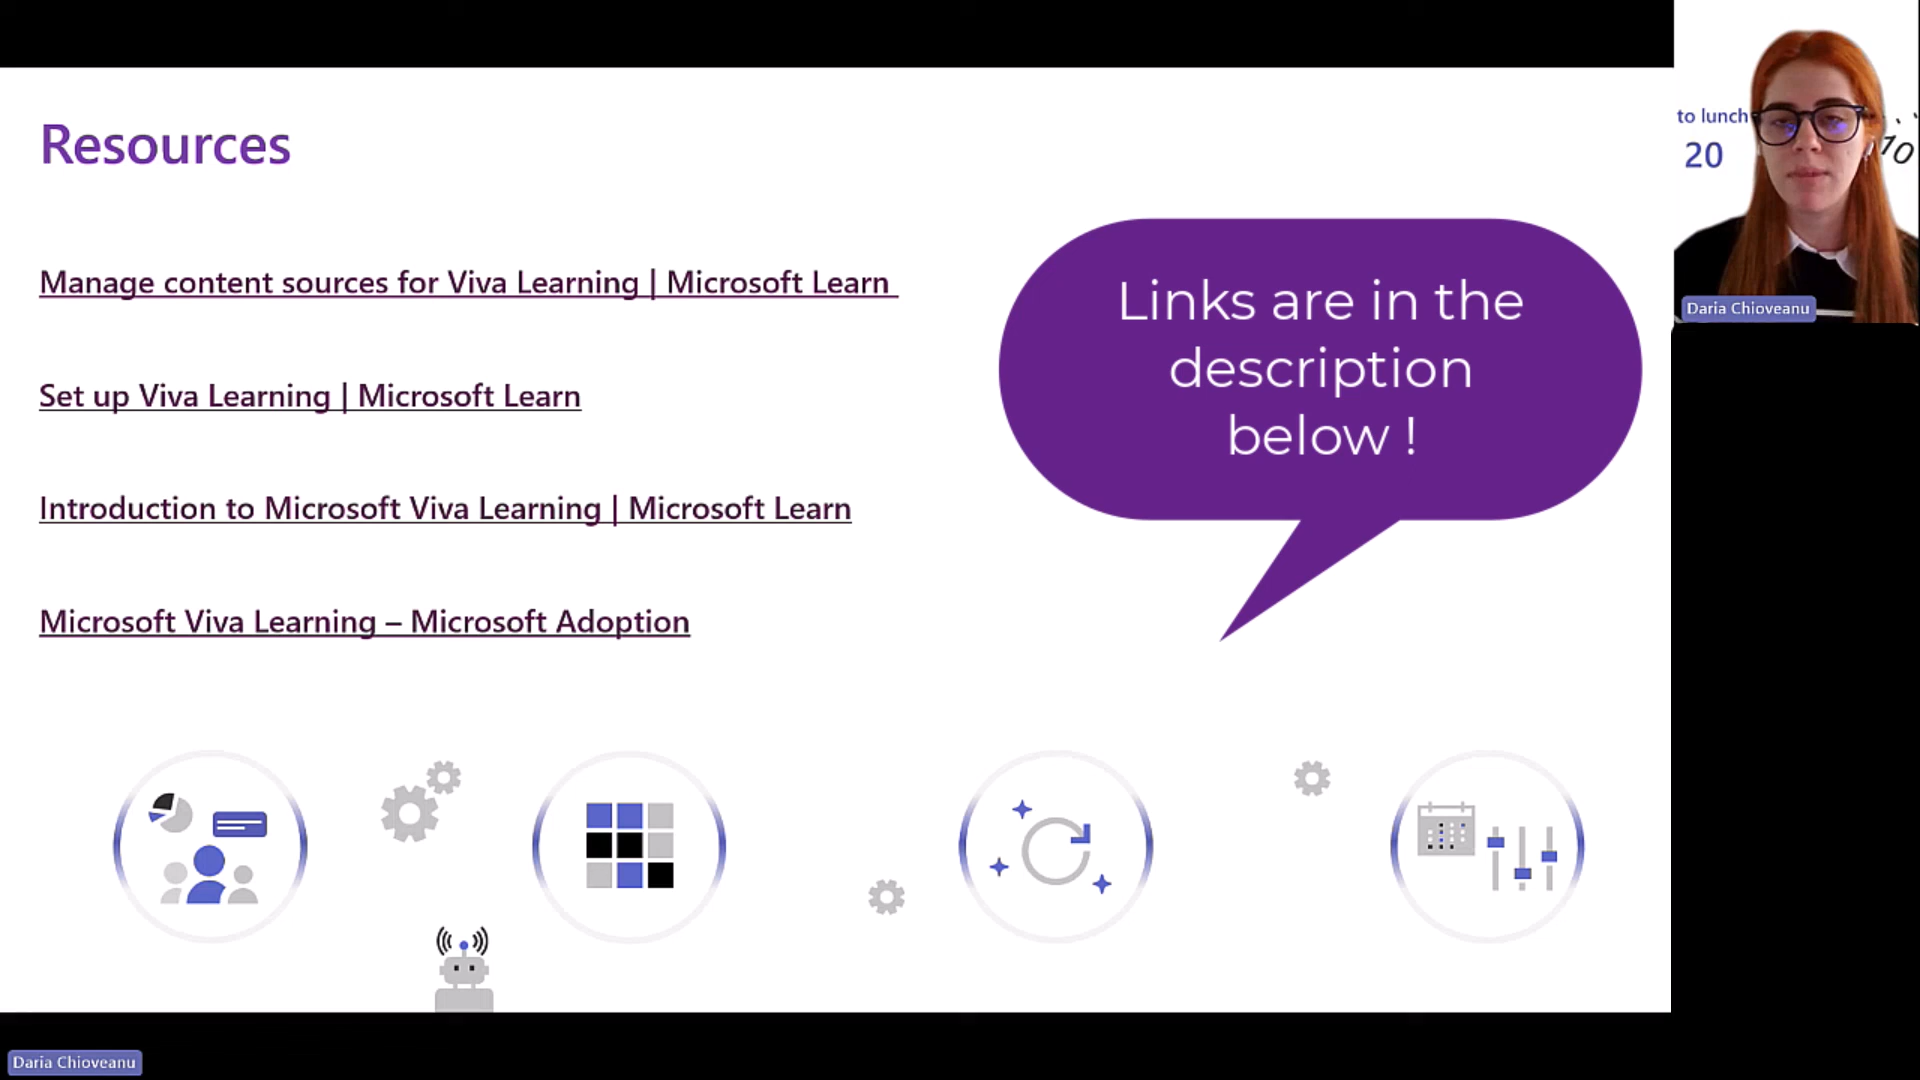 Resources
Manage content sources for Viva Learning | Microsoft Learn
Set up Viva Learning | Microsoft Learn
Introduction to Microsoft Viva Learning | Microsoft Learn
Microsoft Viva Learning – Microsoft Adoption
Links are in the
description
below !
to lunch
20
10
Daria Chioveanu
Daria Chioveanu